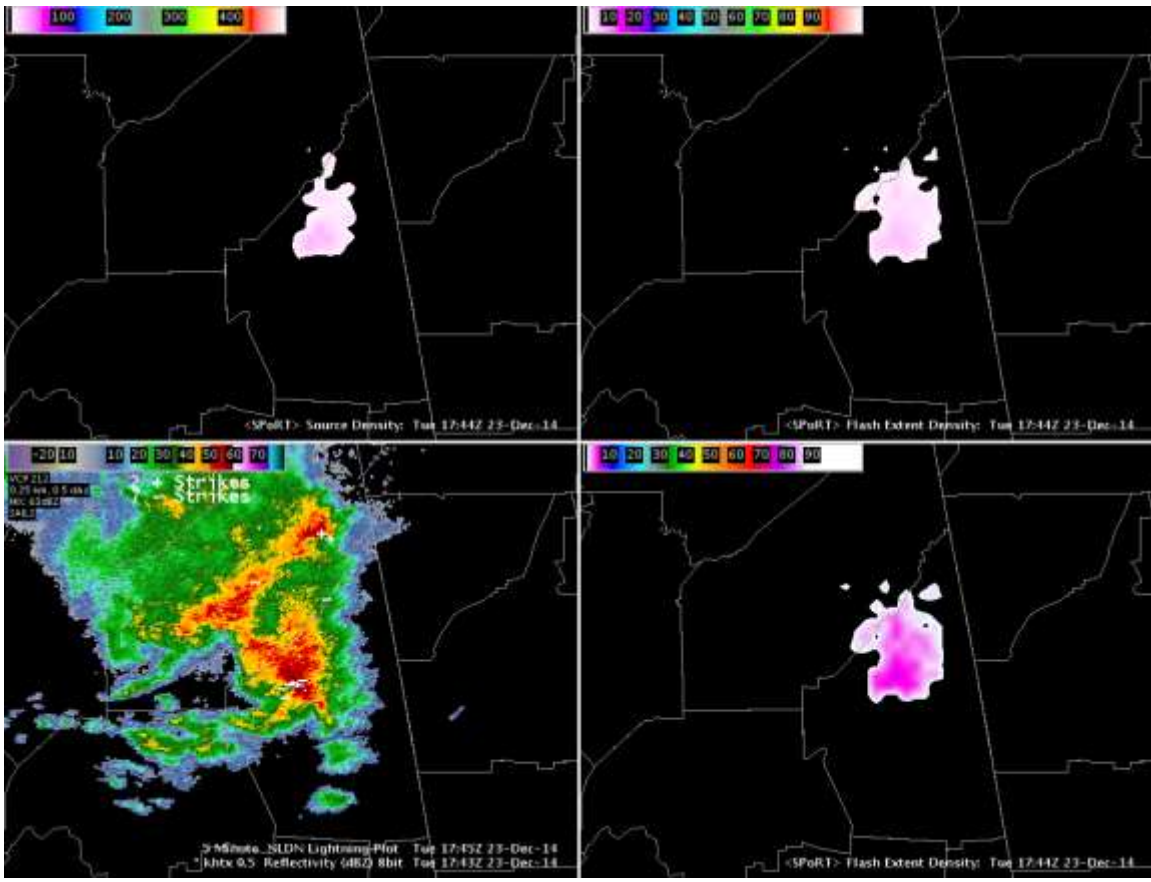 100 200 300 400
10 20 30 40 50 60 70 80 90
<SPoRT> Source Density: Tue 17:44Z 23-Dec-14
<SPoRT> Flash Extent Density: Tue 17:44Z 23-Dec-14
-20 10 10 20 30 40 50 60 70
+ Strikes
- Strikes
10 20 30 40 50 60 70 80 90
5 Minute NLDN Lightning Plot Tue 17:45Z 23-Dec-14
* khtx 0.5 Reflectivity (dBZ) 8bit Tue 17:43Z 23-Dec-14
<SPoRT> Flash Extent Density: Tue 17:44Z 23-Dec-14